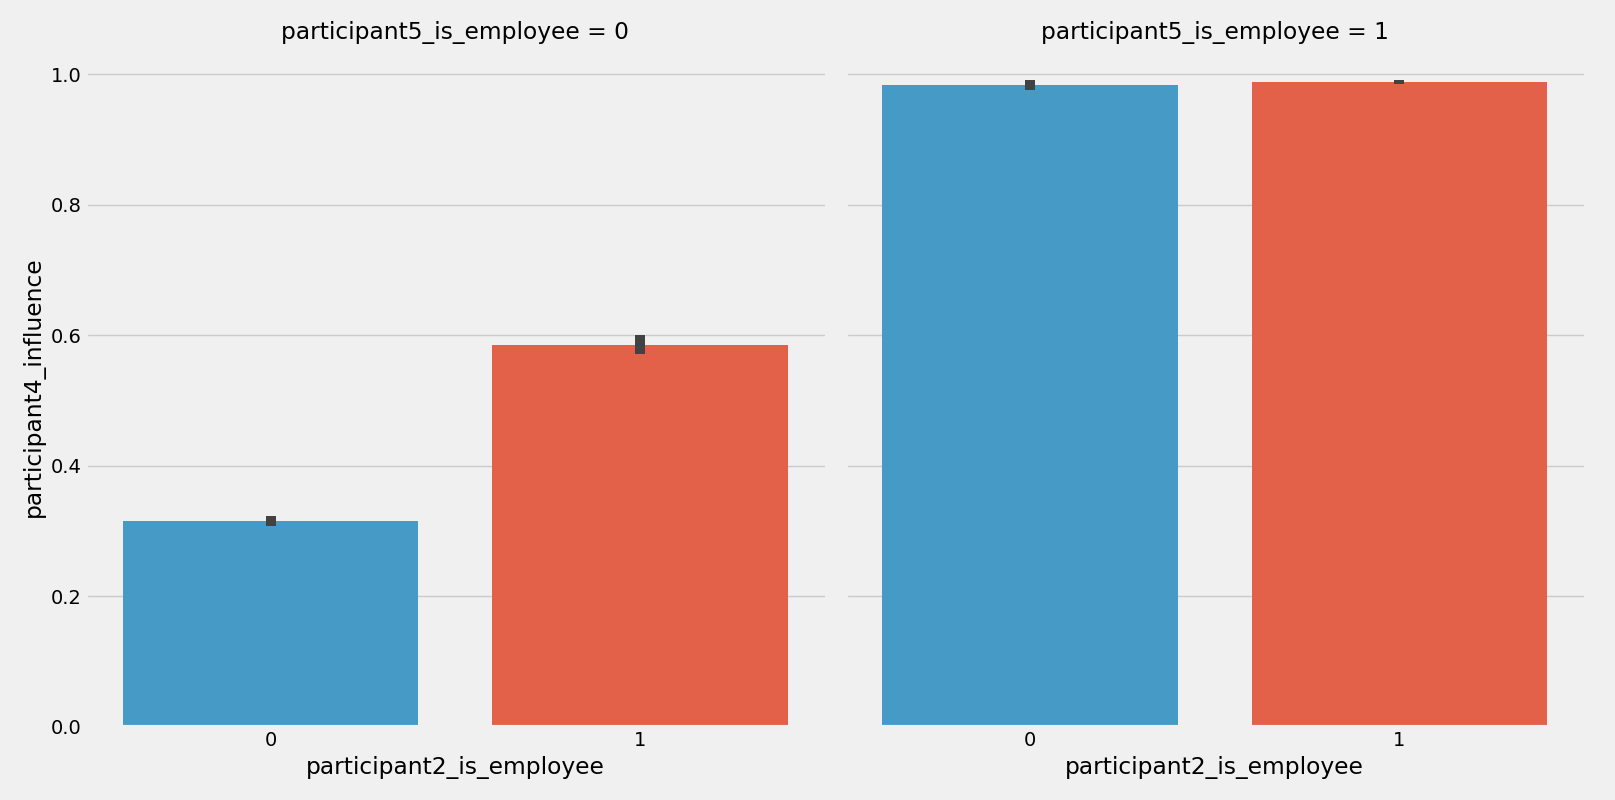 participant5_is_employee = 0
participant5_is_employee = 1
participant4_influence
1.0
0.8
0.6
0.4
0.2
0.0
0
1
0
1
participant2_is_employee
participant2_is_employee